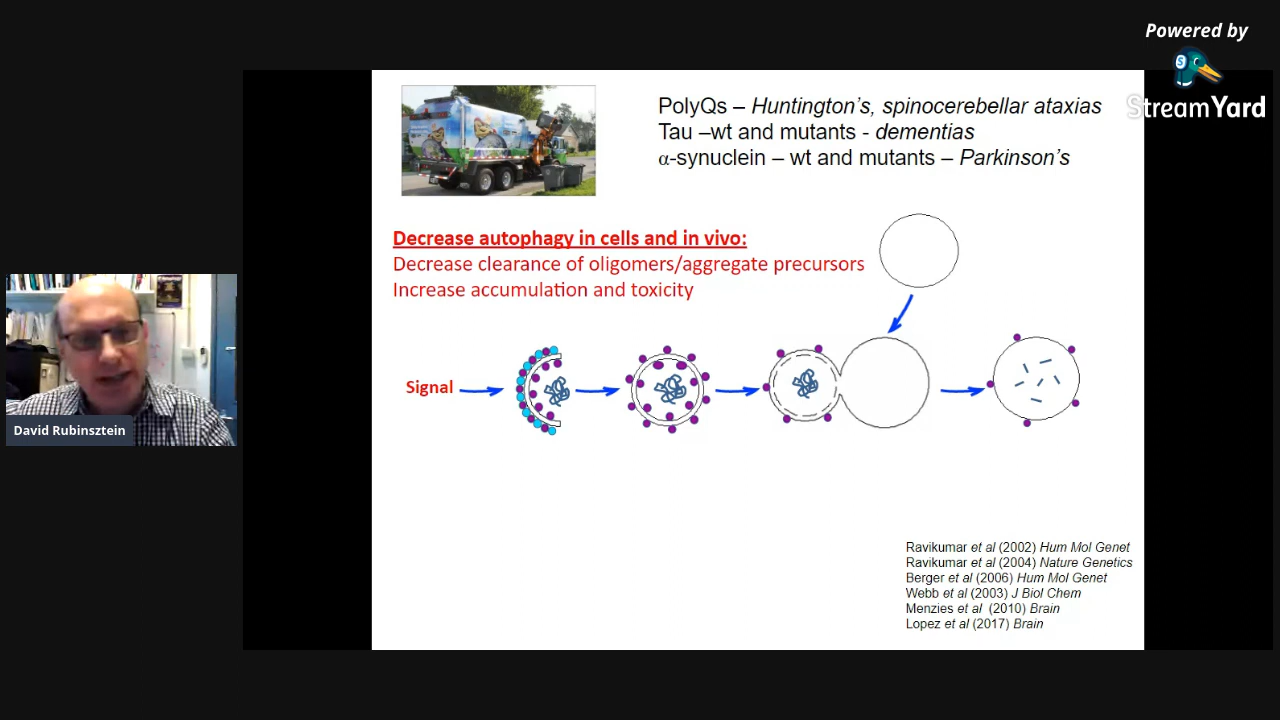 Powered by
StreamYard
PolyQs – Huntington's, spinocerebellar ataxias
Tau –wt and mutants - dementias
α-synuclein – wt and mutants – Parkinson's
Decrease autophagy in cells and in vivo:
Decrease clearance of oligomers/aggregate precursors
Increase accumulation and toxicity
Signal
David Rubinsztein
Ravikumar et al (2002) Hum Mol Genet
Ravikumar et al (2004) Nature Genetics
Berger et al (2006) Hum Mol Genet
Webb et al (2003) J Biol Chem
Menzies et al (2010) Brain
Lopez et al (2017) Brain